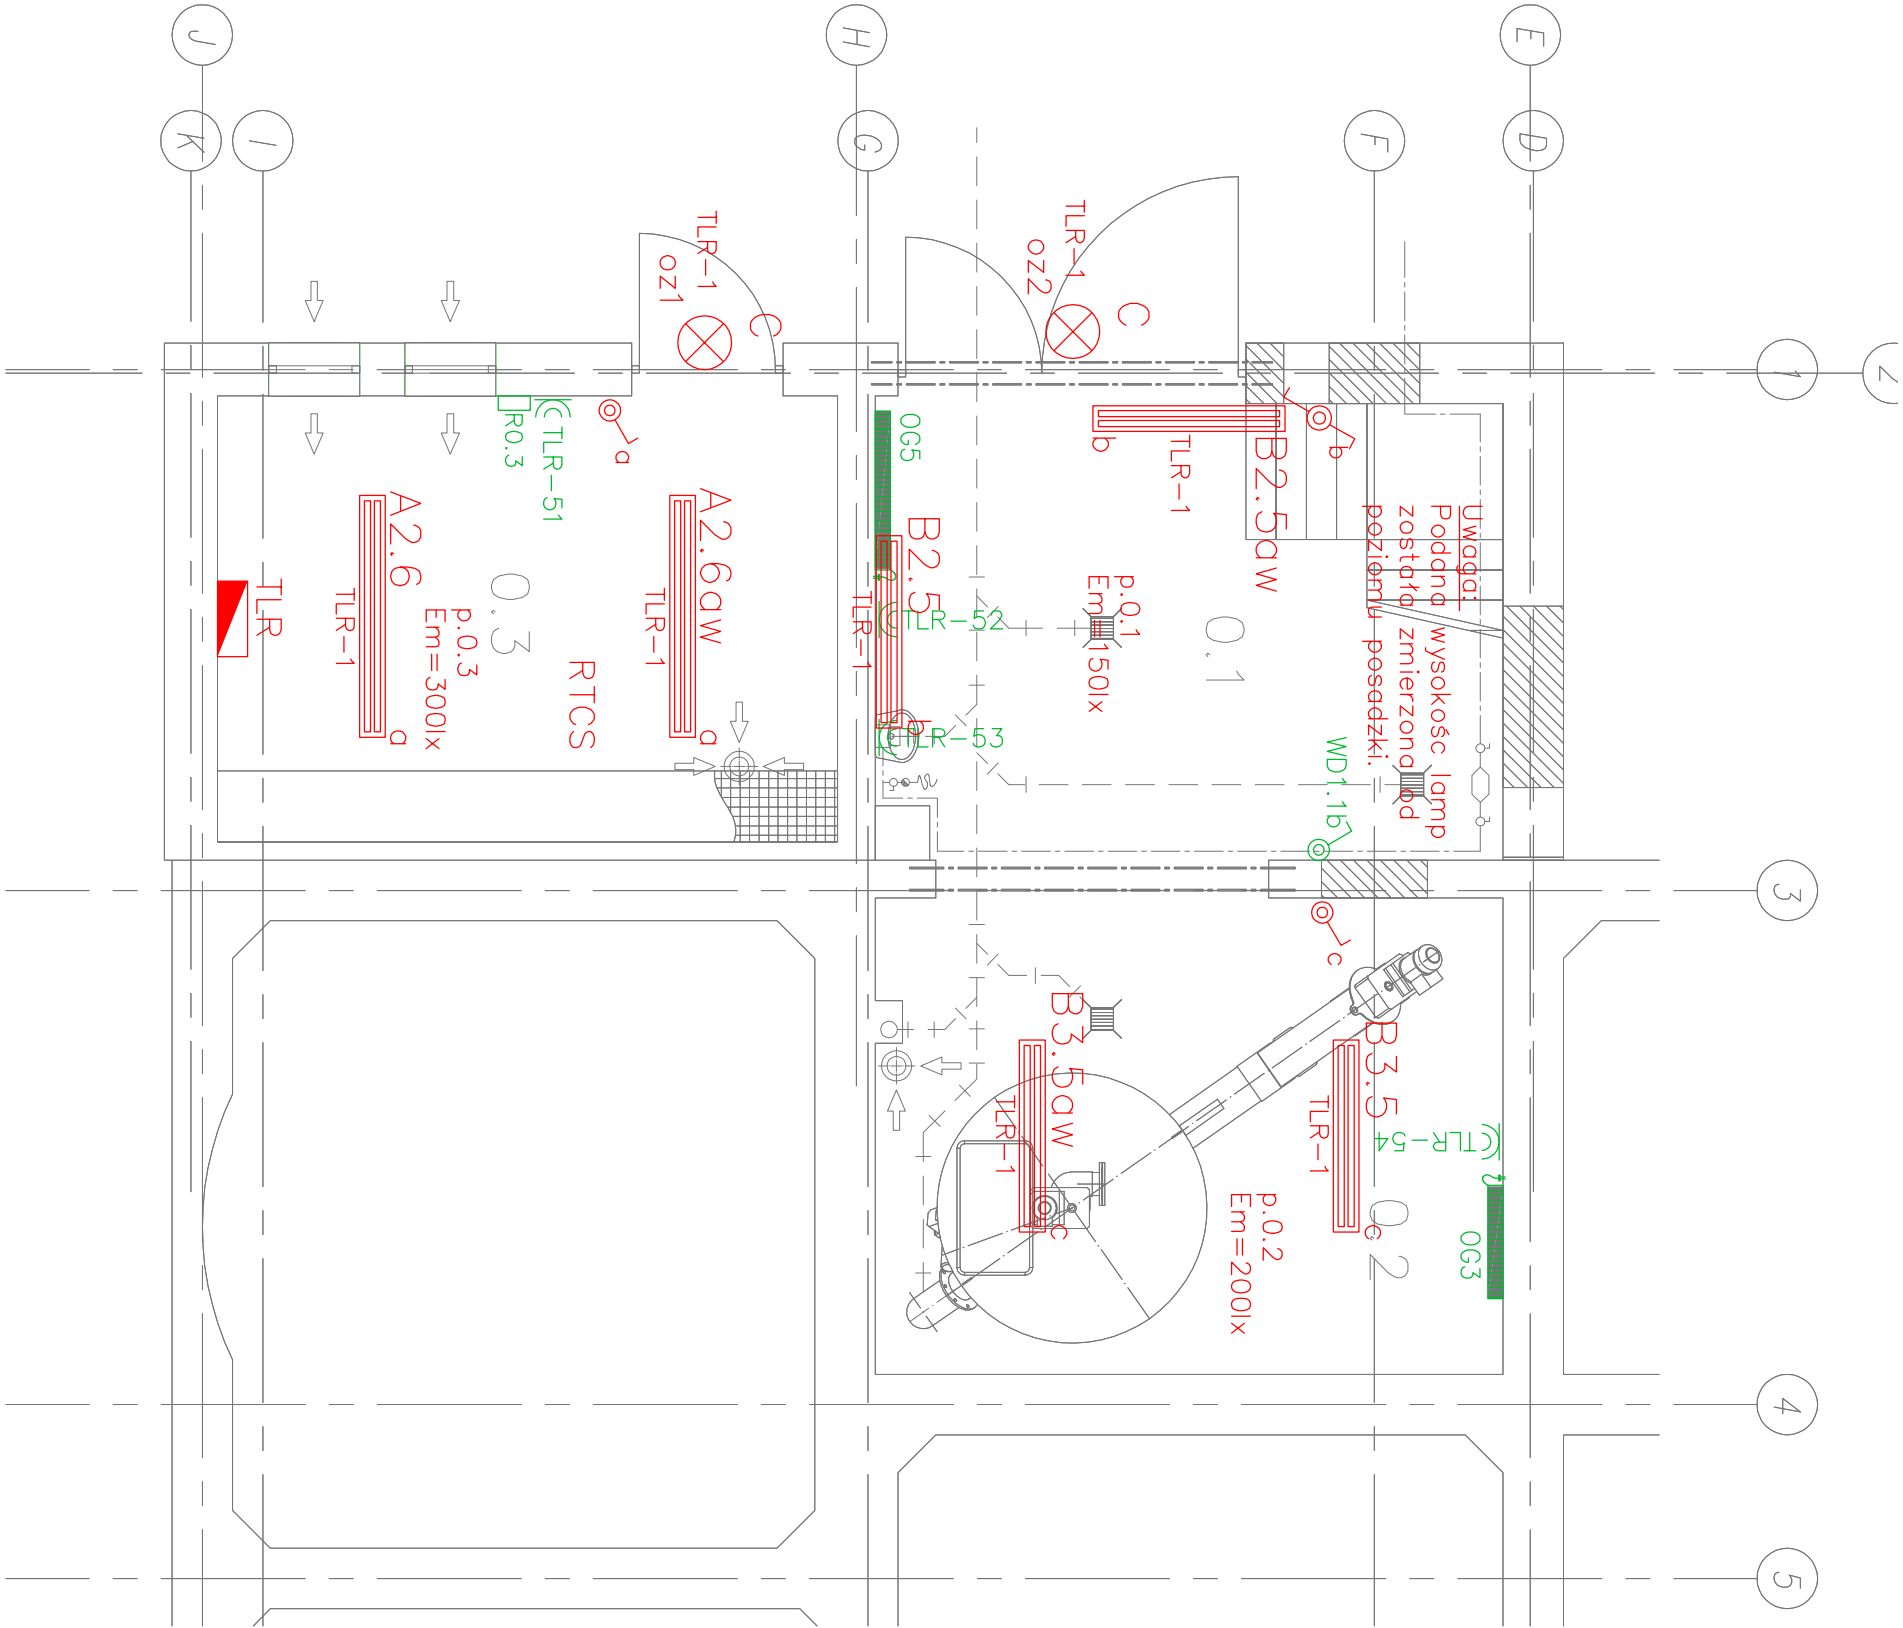 J
H
E
K
I
G
F
D
1
2
3
4
5
TLR-1
oz1
C
TLR-1
oz2
C
R0.3
TLR-51
a
A2.6
TLR-1
a
A2.6aw
TLR-1
a
0.3
p.0.3
Em=300lx
RTCS
TLR
OG5
B2.5
TLR-1
b
TLR-52
TLR-53
b
TLR-1
B2.5aw
b
p.0.1
Em=150lx
0.1
Uwaga:
Podana wysokość lamp
została zmierzona od
poziomu posadzki.
WD1.1b
c
B3.5aw
TLR-1
c
B3.5
TLR-1
c
0.2
p.0.2
Em=200lx
TLR-54
OG3